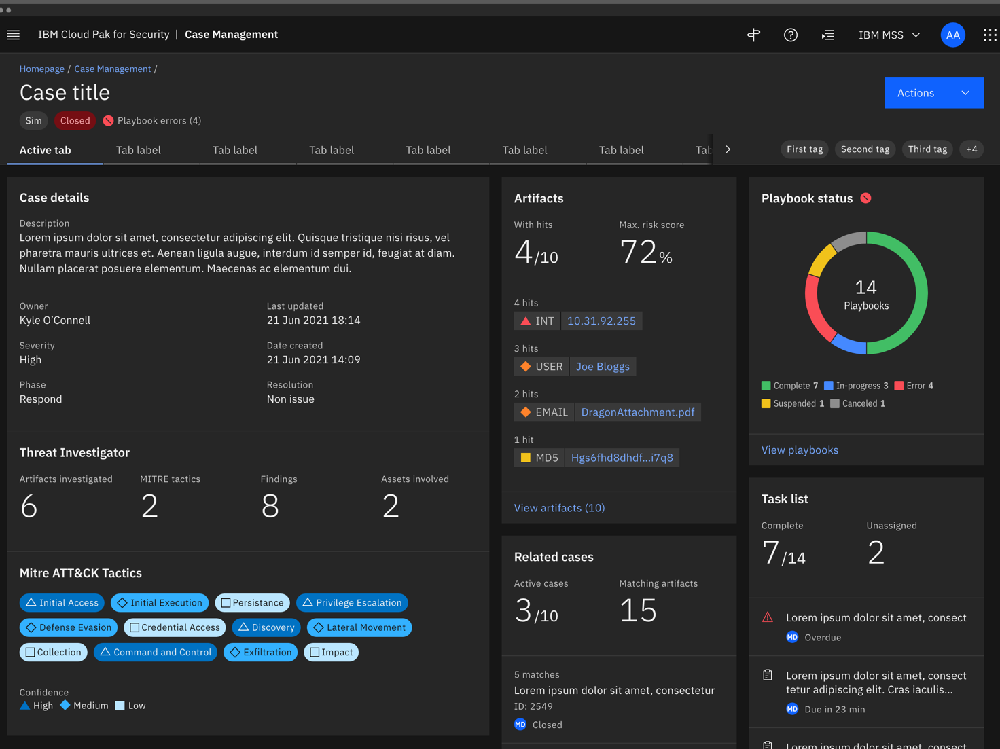 IBM Cloud Pak for Security | Case Management
IBM MSS
AA
Homepage / Case Management /
Case title
Actions
Sim Closed Playbook errors (4)
Active tab Tab label Tab label Tab label Tab label Tab label Tab label Tab
First tag Second tag Third tag +4
Case details
Description
Lorem ipsum dolor sit amet, consectetur adipiscing elit. Quisque tristique nisi risus, vel
pharetra mauris ultrices et. Aenean ligula augue, interdum id semper id, feugiat at diam.
Nullam placerat posuere elementum. Maecenas ac elementum dui.
Owner Last updated
Kyle O’Connell 21 Jun 2021 18:14
Severity Date created
High 21 Jun 2021 14:09
Phase Resolution
Respond Non issue
Threat Investigator
Artifacts investigated MITRE tactics Findings Assets involved
6 2 8 2
Mitre ATT&CK Tactics
Initial Access Initial Execution Persistance Privilege Escalation
Defense Evasion Credential Access Discovery Lateral Movement
Collection Command and Control Exfiltration Impact
Confidence
High Medium Low
Artifacts
With hits Max. risk score
4/10 72%
4 hits
INT 10.31.92.255
3 hits
USER Joe Bloggs
2 hits
EMAIL DragonAttachment.pdf
1 hit
MD5 Hgs6fhd8dhdf...i7q8
View artifacts (10)
Related cases
Active cases Matching artifacts
3/10 15
5 matches
Lorem ipsum dolor sit amet, consectetur
ID: 2549
MD Closed
Playbook status
14
Playbooks
Complete 7 In-progress 3 Error 4
Suspended 1 Canceled 1
View playbooks
Task list
Complete Unassigned
7/14 2
Lorem ipsum dolor sit amet, consect
MD Overdue
Lorem ipsum dolor sit amet, consect
tetur adipiscing elit. Cras iaculis...
MD Due in 23 min
Lorem ipsum dolor sit amet, consect